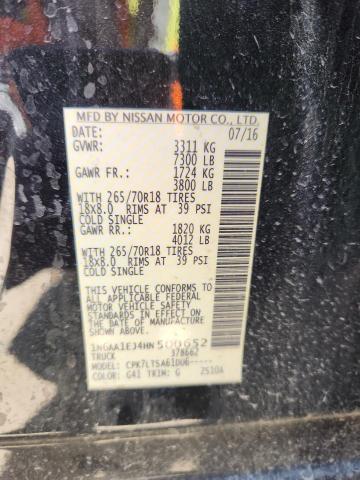 MFD BY NISSAN MOTOR CO., LTD.
DATE: 07/16
GVWR: 3311 KG
7300 LB
GAWR FR.: 1724 KG
3800 LB
WITH 265/70R18 TIRES
18x8.0 RIMS AT 39 PSI
COLD SINGLE
GAWR RR.: 1820 KG
4012 LB
WITH 265/70R18 TIRES
18x8.0 RIMS AT 39 PSI
COLD SINGLE
THIS VEHICLE CONFORMS TO
ALL APPLICABLE U.S. FEDERAL
MOTOR VEHICLE SAFETY
STANDARDS IN EFFECT ON THE
DATE OF MANUFACTURE
SHOWN ABOVE.
1N6AA1EJ4HN500652
TRUCK 378662
CPK7LTSA61DU6-----
COLOR: G41 TRIM: G 2510A